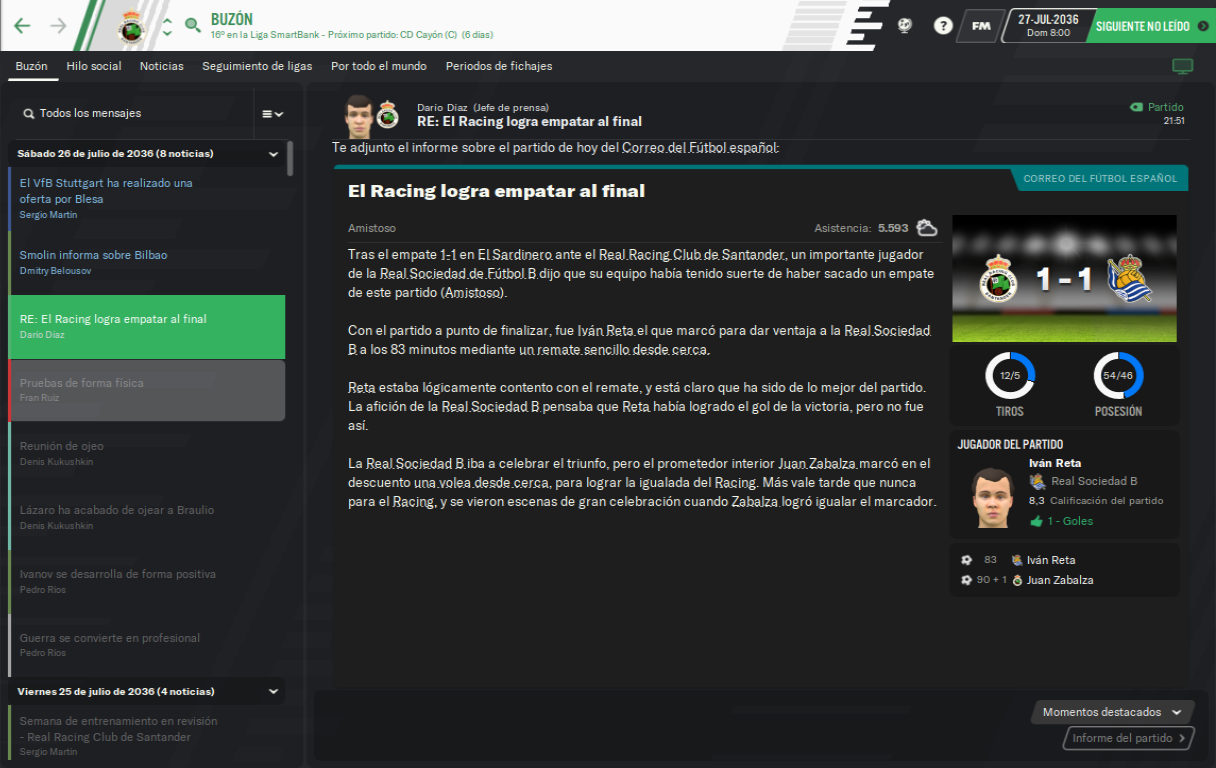 BUZÓN
16º en la Liga SmartBank - Próximo partido: CD Cayón (C) (6 días)
?
FM
27-JUL-2036
Dom 8:00
SIGUIENTE NO LEÍDO
Buzón Hilo social Noticias Seguimiento de ligas Por todo el mundo Periodos de fichajes
Todos los mensajes
Sábado 26 de julio de 2036 (8 noticias)
El VfB Stuttgart ha realizado una
oferta por Blesa
Sergio Martín
Smolin informa sobre Bilbao
Dmitry Belousov
RE: El Racing logra empatar al final
Darío Díaz
Pruebas de forma física
Fran Ruiz
Reunión de ojeo
Denis Kukushkin
Lázaro ha acabado de ojear a Braulio
Denis Kukushkin
Ivanov se desarrolla de forma positiva
Pedro Ríos
Guerra se convierte en profesional
Pedro Ríos
Viernes 25 de julio de 2036 (4 noticias)
Semana de entrenamiento en revisión
- Real Racing Club de Santander
Sergio Martín
Darío Díaz (Jefe de prensa)
RE: El Racing logra empatar al final
Partido
21:51
Te adjunto el informe sobre el partido de hoy del Correo del Fútbol español:
CORREO DEL FÚTBOL ESPAÑOL
El Racing logra empatar al final
Amistoso
Asistencia: 5.593
Tras el empate 1-1 en El Sardinero ante el Real Racing Club de Santander, un importante jugador
de la Real Sociedad de Fútbol B dijo que su equipo había tenido suerte de haber sacado un empate
de este partido (Amistoso).
Con el partido a punto de finalizar, fue Iván Reta el que marcó para dar ventaja a la Real Sociedad
B a los 83 minutos mediante un remate sencillo desde cerca.
Reta estaba lógicamente contento con el remate, y está claro que ha sido de lo mejor del partido.
La afición de la Real Sociedad B pensaba que Reta había logrado el gol de la victoria, pero no fue
así.
La Real Sociedad B iba a celebrar el triunfo, pero el prometedor interior Juan Zabalza marcó en el
descuento una volea desde cerca, para lograr la igualada del Racing. Más vale tarde que nunca
para el Racing, y se vieron escenas de gran celebración cuando Zabalza logró igualar el marcador.
1 - 1
12/5
54/46
TIROS
POSESIÓN
JUGADOR DEL PARTIDO
Iván Reta
Real Sociedad B
8,3 Calificación del partido
1 - Goles
83 Iván Reta
90 + 1 Juan Zabalza
Momentos destacados
Informe del partido